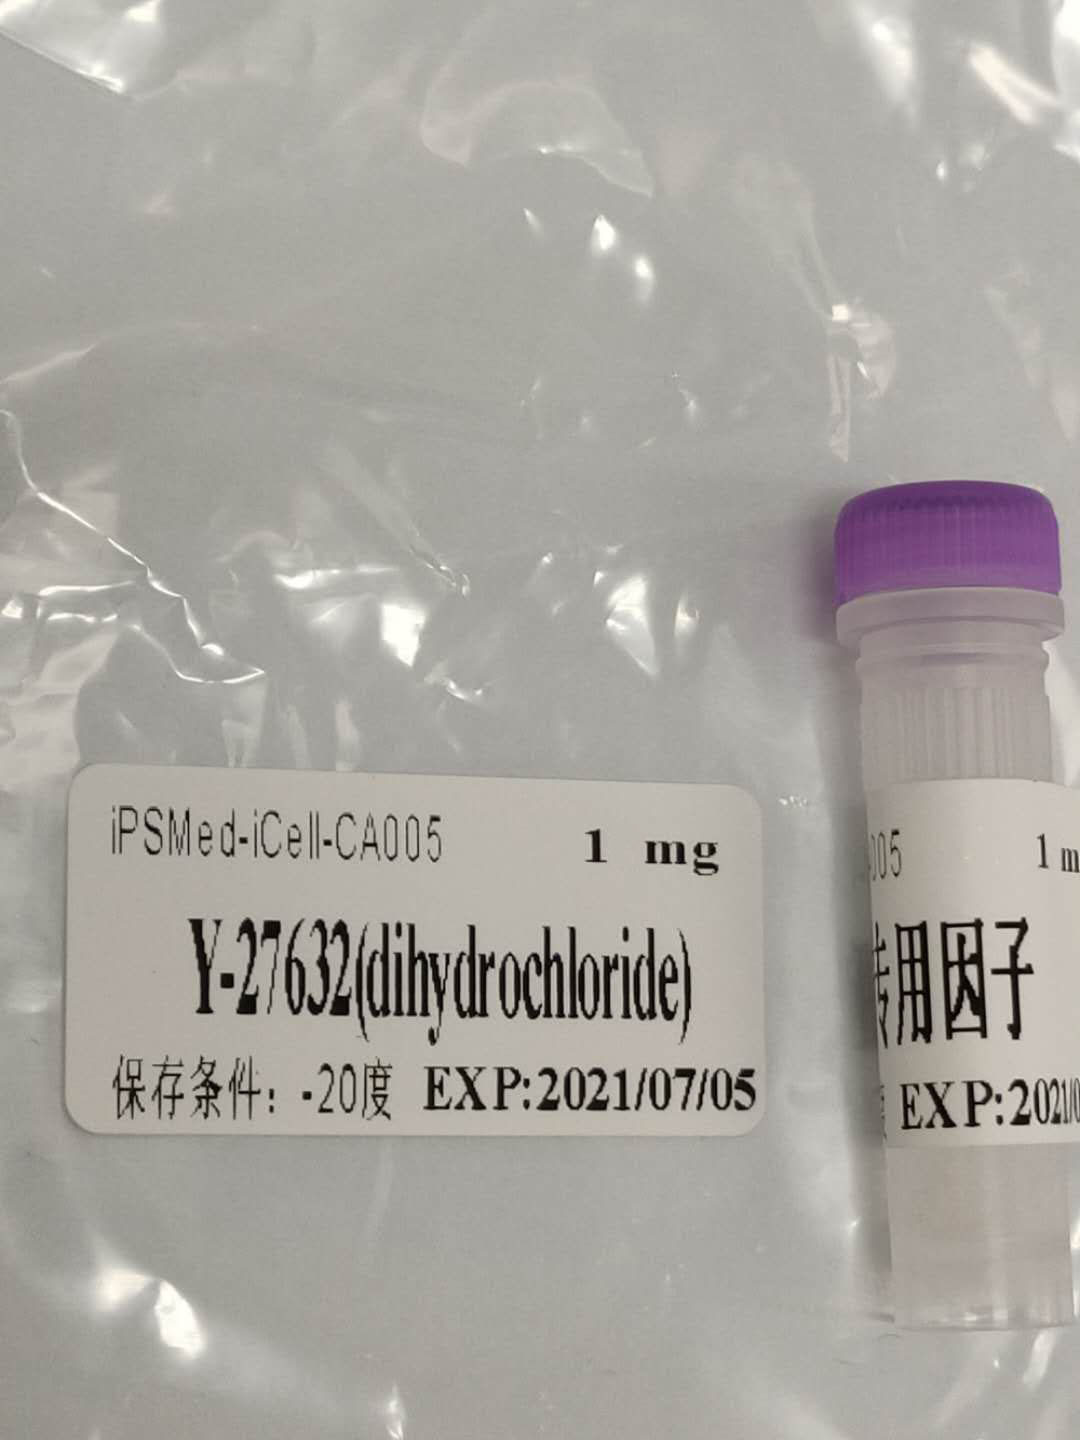 iPSMed-iCell-CA005 1 mg
Y-27632(dihydrochloride)
保存条件：-20度 EXP:2021/07/05
005 1 m
专用因子
EXP:2021/0